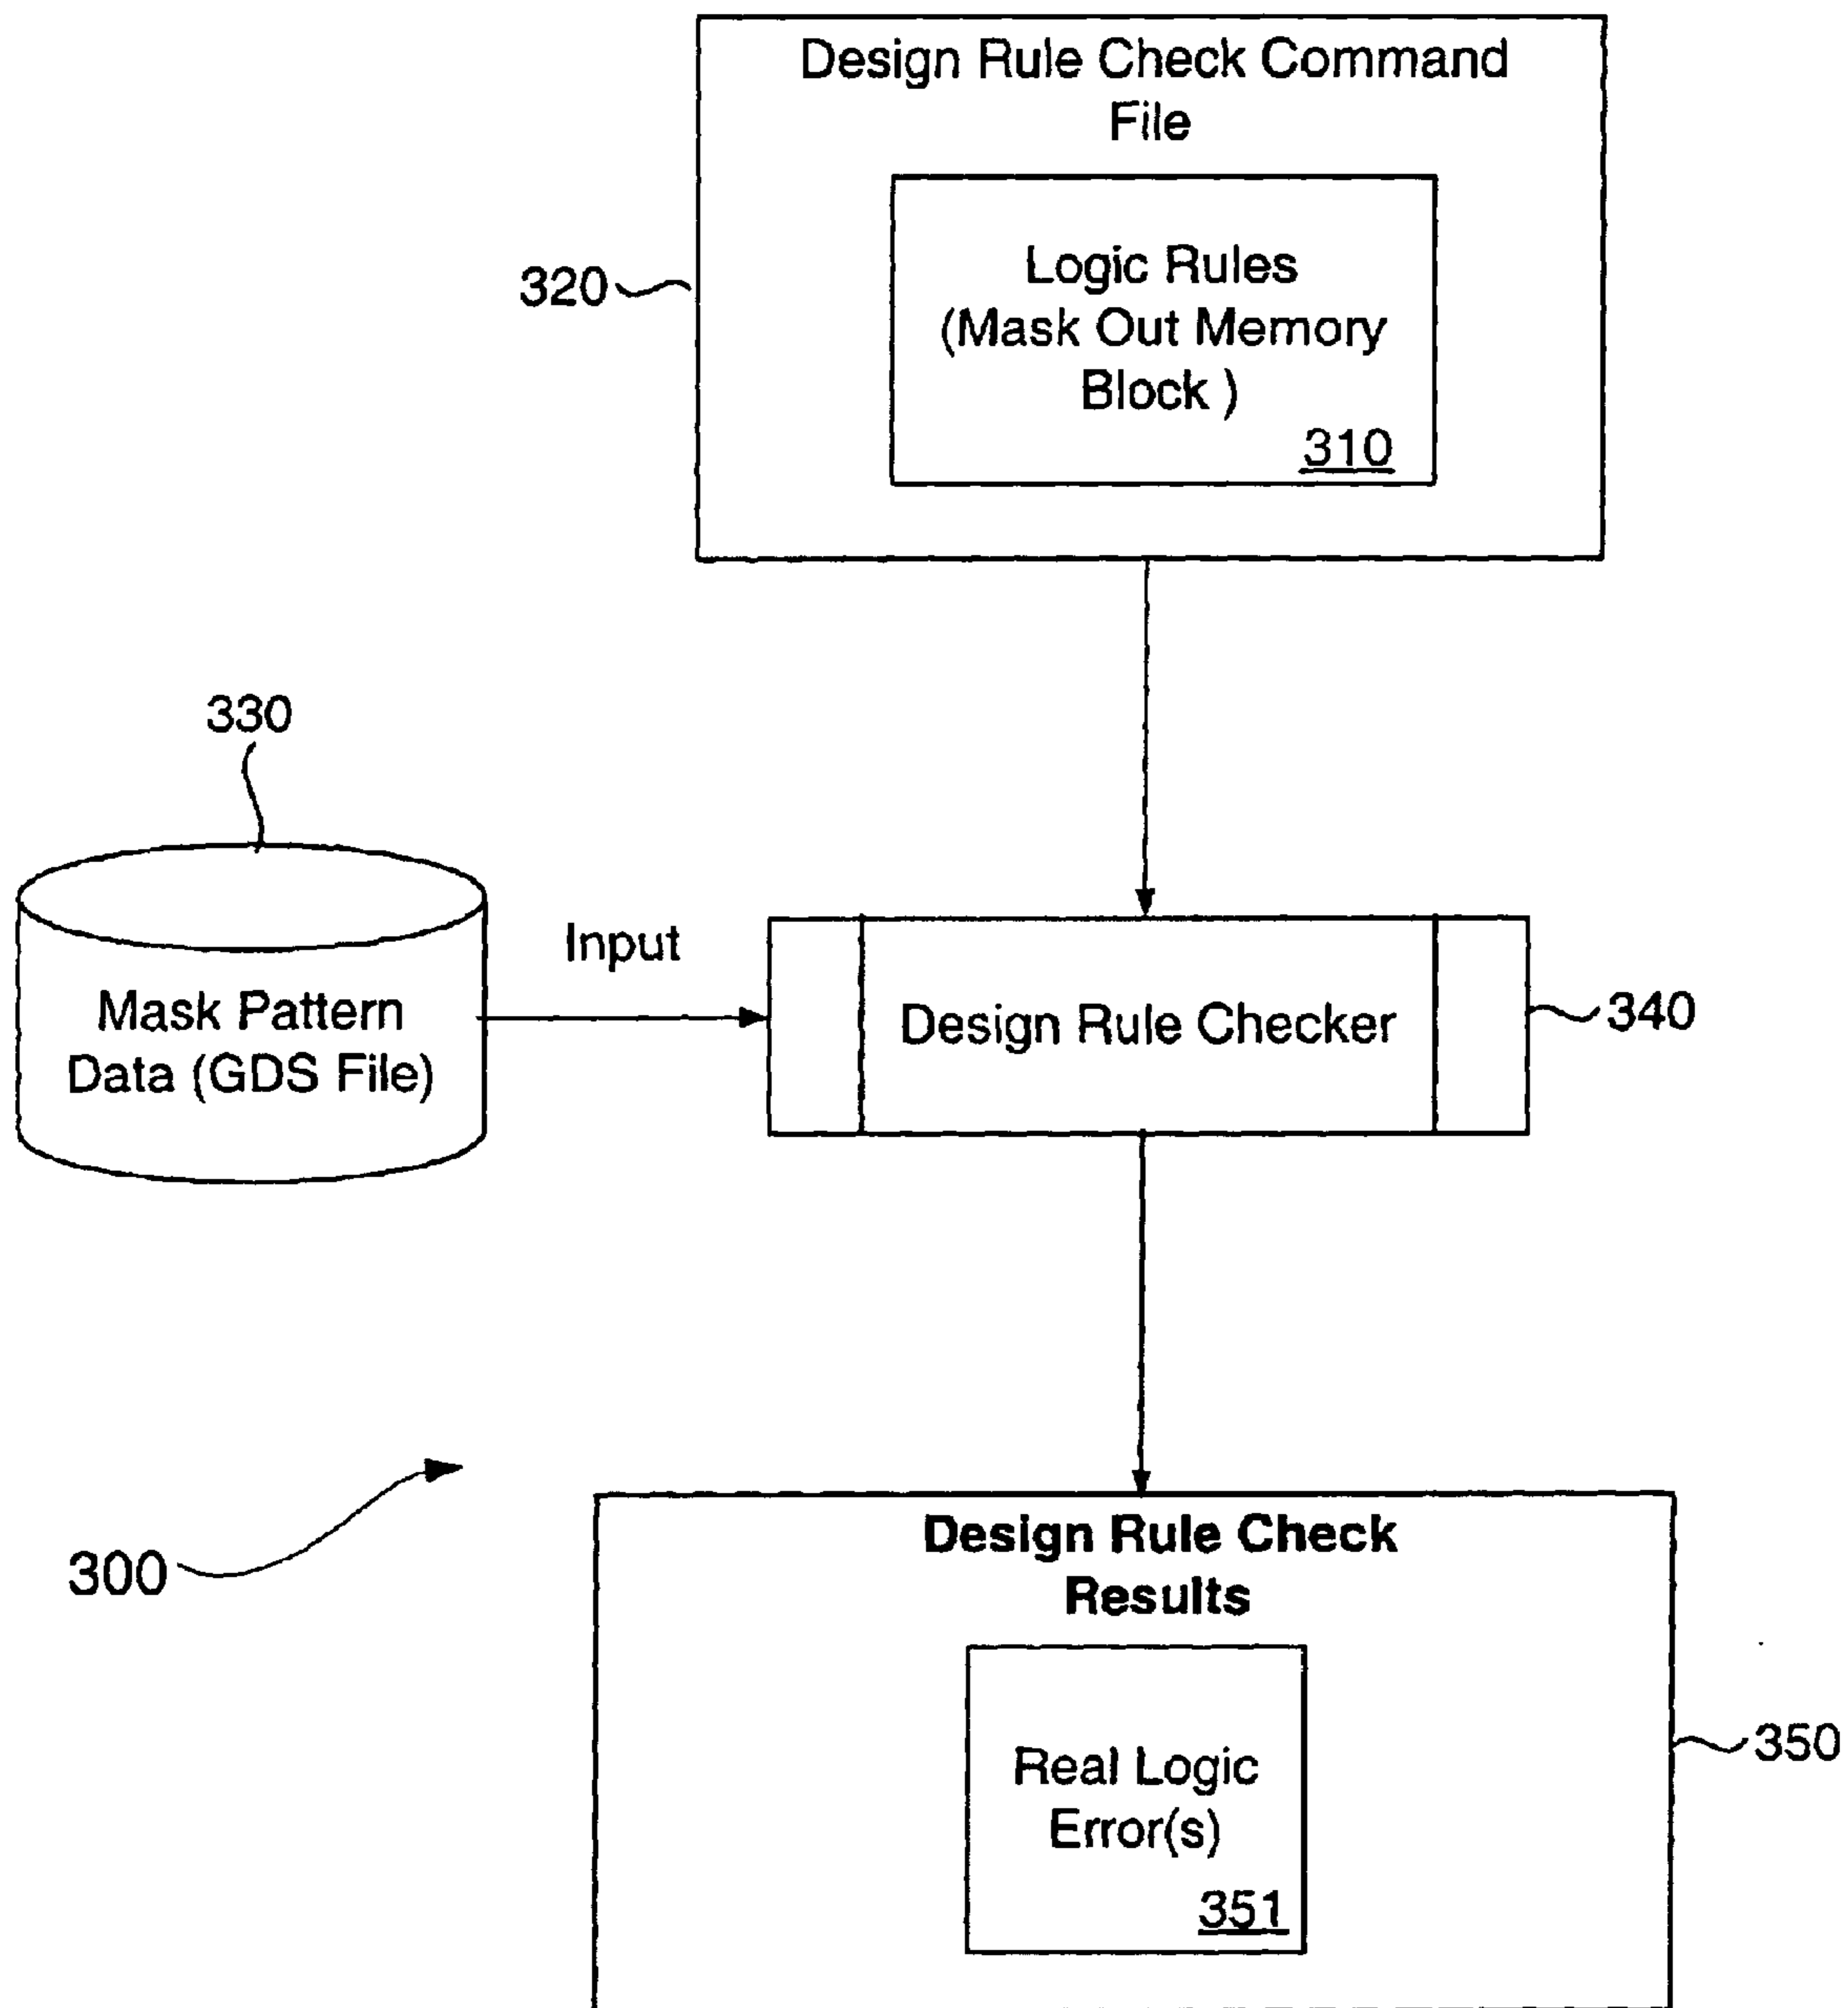 Design Rule Check Command
File
Logic Rules
(Mask Out Memory
Block )
310
320
330
Mask Pattern
Data (GDS File)
Input
Design Rule Checker
340
300
Design Rule Check
Results
Real Logic
Error(s)
351
350